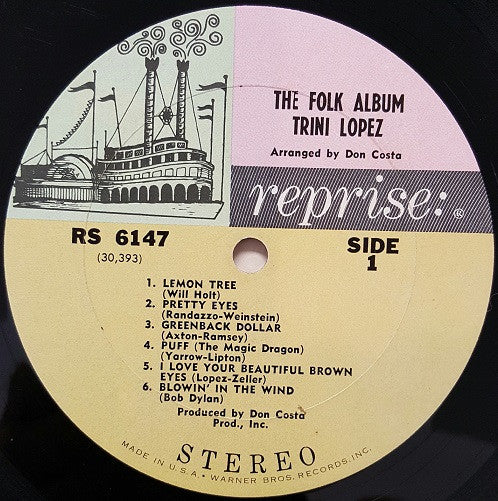 THE FOLK ALBUM
TRINI LOPEZ
Arranged by Don Costa
reprise: ®
RS 6147
(30,393)
SIDE
1
1. LEMON TREE
(Will Holt)
2. PRETTY EYES
(Randazzo-Weinstein)
3. GREENBACK DOLLAR
(Axton-Ramsey)
4. PUFF (The Magic Dragon)
(Yarrow-Lipton)
5. I LOVE YOUR BEAUTIFUL BROWN
EYES (Lopez-Zeller)
6. BLOWIN' IN THE WIND
(Bob Dylan)
Produced by Don Costa
Prod., Inc.
STEREO
MADE IN U.S.A. • WARNER BROS. RECORDS, INC.